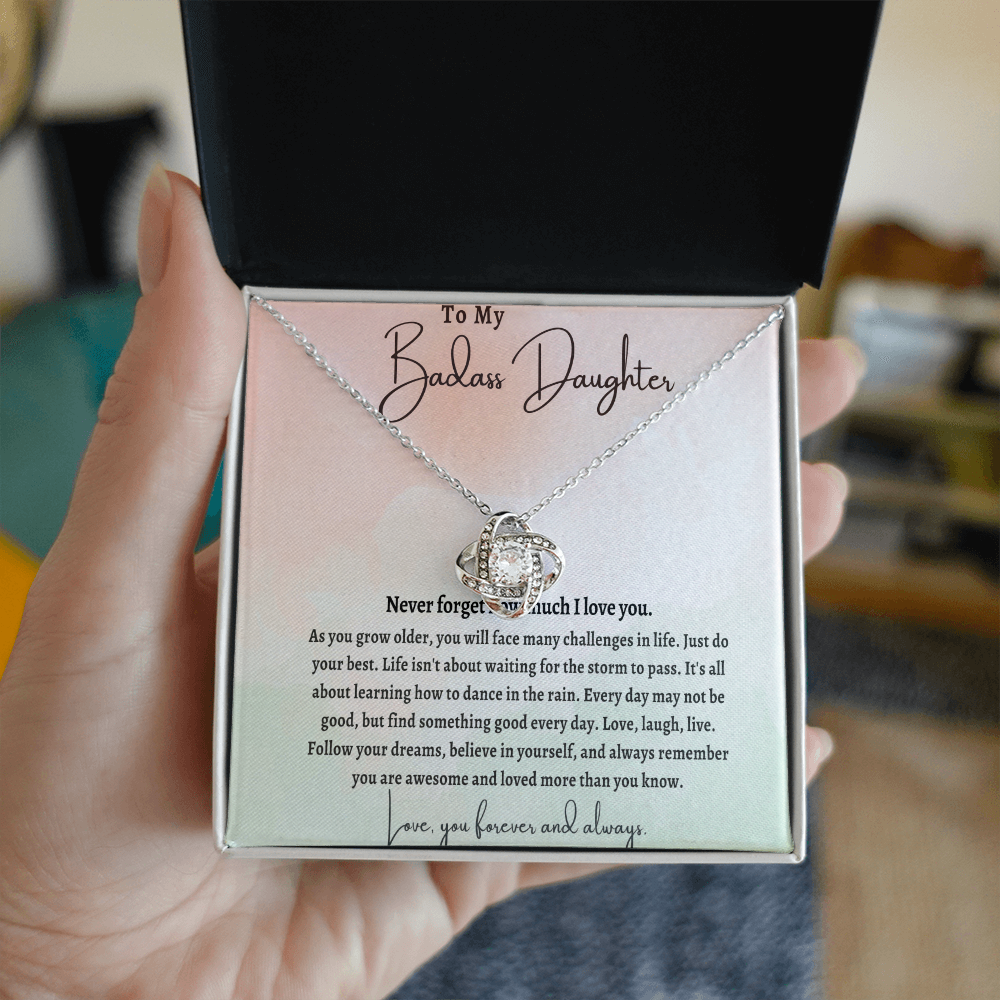 To My
Badass Daughter
Never forget how much I love you.
As you grow older, you will face many challenges in life. Just do
your best. Life isn't about waiting for the storm to pass. It's all
about learning how to dance in the rain. Every day may not be
good, but find something good every day. Love, laugh, live.
Follow your dreams, believe in yourself, and always remember
you are awesome and loved more than you know.
Love, you forever and always.